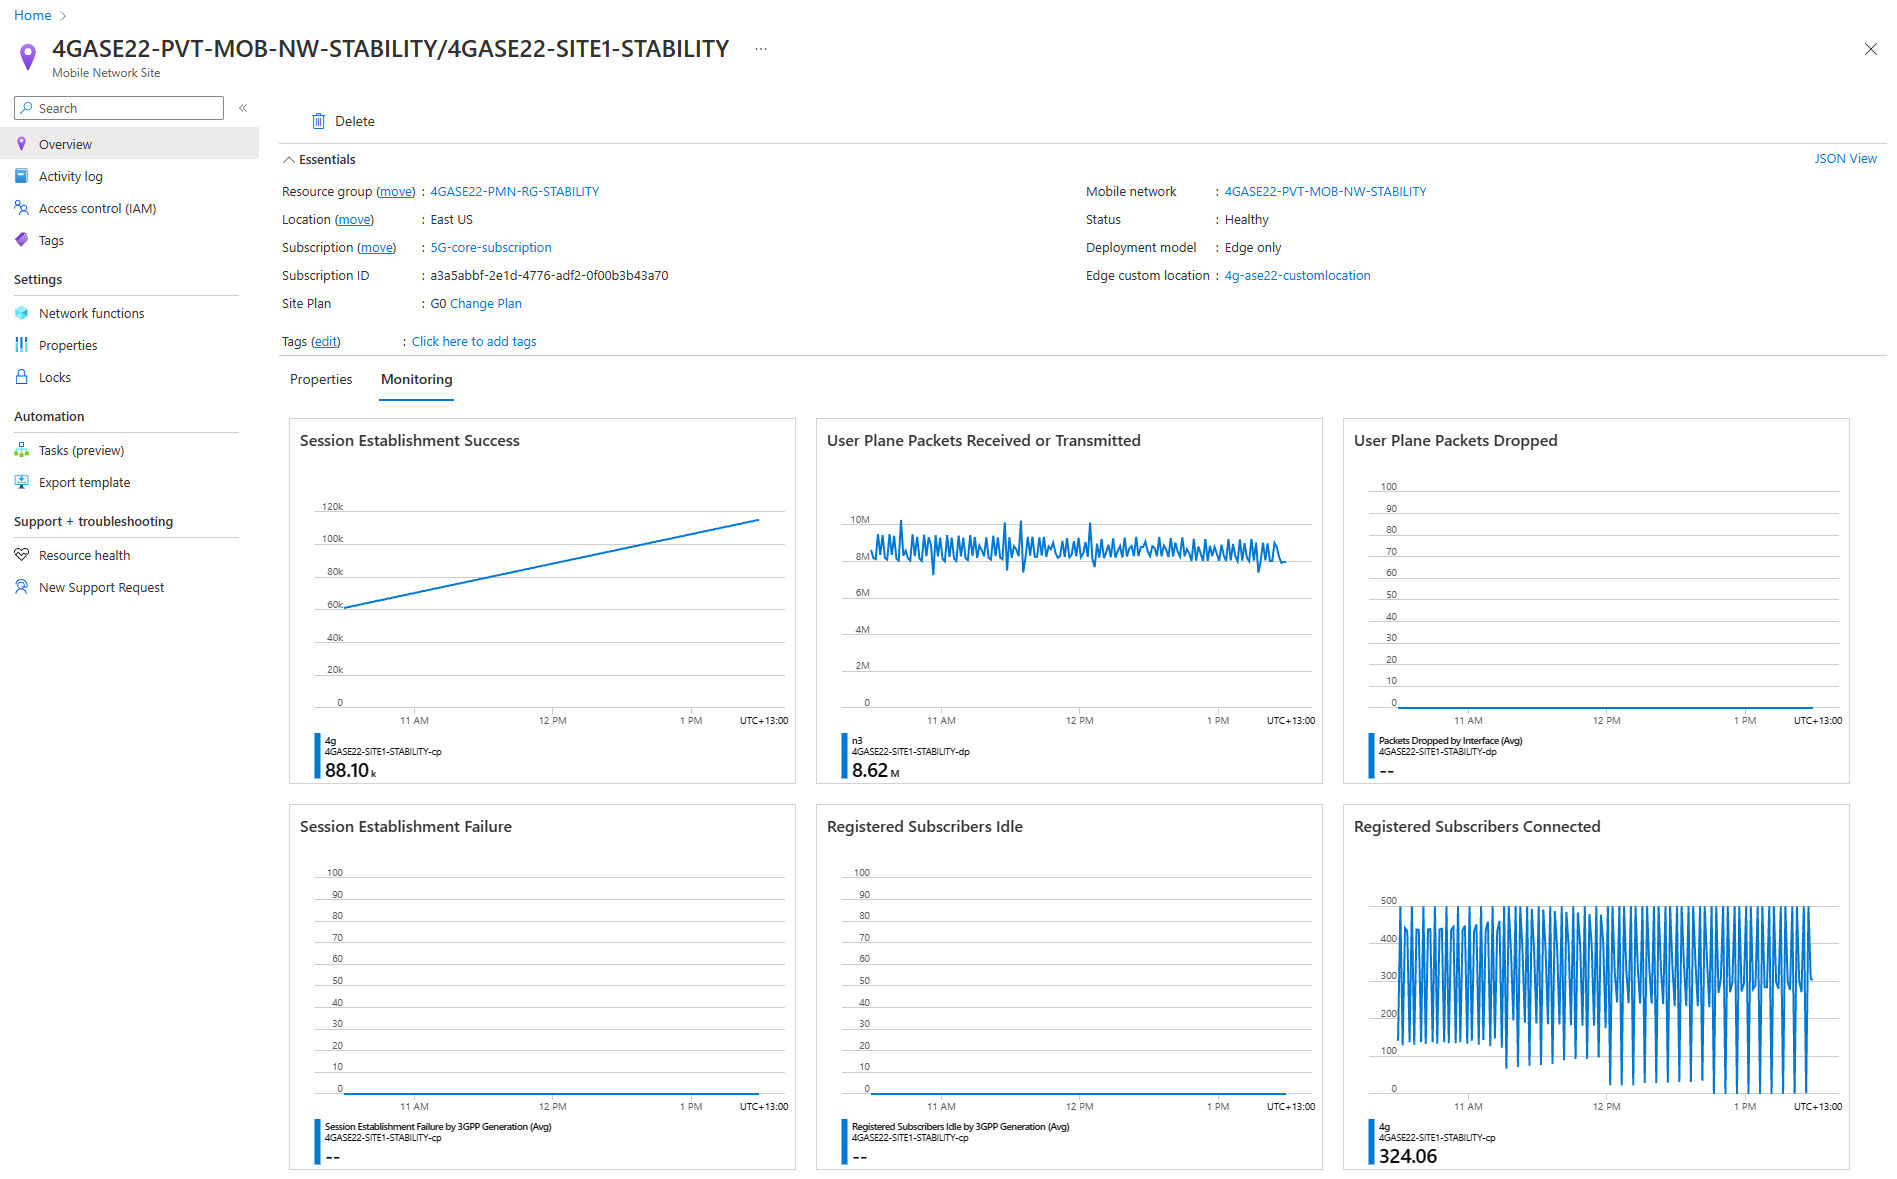 Home
4GASE22-PVT-MOB-NW-STABILITY/4GASE22-SITE1-STABILITY ...
Mobile Network Site
Search
Overview
Activity log
Access control (IAM)
Tags
Settings
Network functions
Properties
Locks
Automation
Tasks (preview)
Export template
Support + troubleshooting
Resource health
New Support Request
Delete
Essentials
JSON View
Resource group (move) : 4GASE22-PMN-RG-STABILITY
Location (move) : East US
Subscription (move) : 5G-core-subscription
Subscription ID : a3a5abbf-2e1d-4776-adf2-0f00b3b43a70
Site Plan : G0 Change Plan
Mobile network : 4GASE22-PVT-MOB-NW-STABILITY
Status : Healthy
Deployment model : Edge only
Edge custom location : 4g-ase22-customlocation
Tags (edit) : Click here to add tags
Properties Monitoring
Session Establishment Success
120k
100k
80k
60k
40k
20k
0
11 AM 12 PM 1 PM UTC+13:00
4g
4GASE22-SITE1-STABILITY-cp
88.10 k
User Plane Packets Received or Transmitted
10M
8M
6M
4M
2M
0
11 AM 12 PM 1 PM UTC+13:00
n3
4GASE22-SITE1-STABILITY-dp
8.62 M
User Plane Packets Dropped
100
90
80
70
60
50
40
30
20
10
0
11 AM 12 PM 1 PM UTC+13:00
Packets Dropped by Interface (Avg)
4GASE22-SITE1-STABILITY-dp
--
Session Establishment Failure
100
90
80
70
60
50
40
30
20
10
0
11 AM 12 PM 1 PM UTC+13:00
Session Establishment Failure by 3GPP Generation (Avg)
4GASE22-SITE1-STABILITY-cp
--
Registered Subscribers Idle
100
90
80
70
60
50
40
30
20
10
0
11 AM 12 PM 1 PM UTC+13:00
Registered Subscribers Idle by 3GPP Generation (Avg)
4GASE22-SITE1-STABILITY-cp
--
Registered Subscribers Connected
500
400
300
200
100
0
11 AM 12 PM 1 PM UTC+13:00
4g
4GASE22-SITE1-STABILITY-cp
324.06